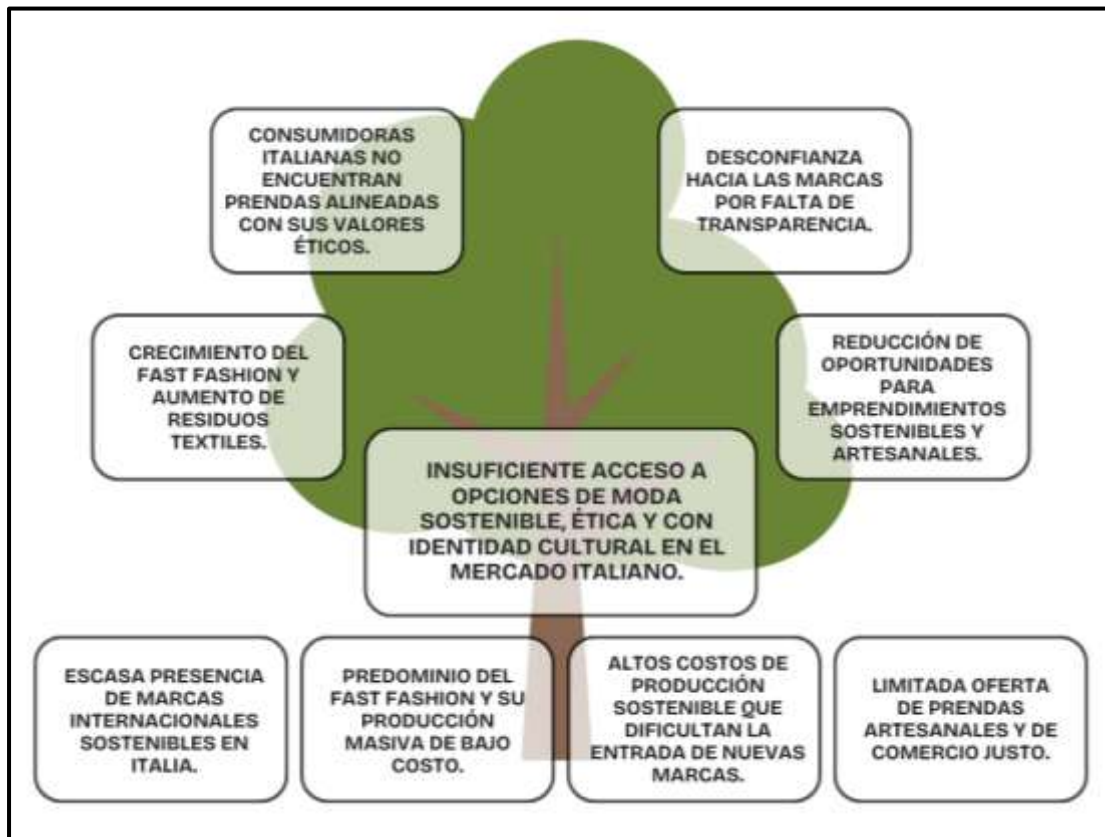 CONSUMIDORAS
ITALIANAS NO
ENCUENTRAN
PRENDAS ALINEADAS
CON SUS VALORES
ÉTICOS.
DESCONFIANZA
HACIA LAS MARCAS
POR FALTA DE
TRANSPARENCIA.
CRECIMIENTO DEL
FAST FASHION Y
AUMENTO DE
RESIDUOS
TEXTILES.
REDUCCIÓN DE
OPORTUNIDADES
PARA
EMPRENDIMIENTOS
SOSTENIBLES Y
ARTESANALES.
INSUFICIENTE ACCESO A
OPCIONES DE MODA
SOSTENIBLE, ÉTICA Y CON
IDENTIDAD CULTURAL EN EL
MERCADO ITALIANO.
ESCASA PRESENCIA
DE MARCAS
INTERNACIONALES
SOSTENIBLES EN
ITALIA.
PREDOMINIO DEL
FAST FASHION Y SU
PRODUCCIÓN
MASIVA DE BAJO
COSTO.
ALTOS COSTOS DE
PRODUCCIÓN
SOSTENIBLE QUE
DIFICULTAN LA
ENTRADA DE NUEVAS
MARCAS.
LIMITADA OFERTA
DE PRENDAS
ARTESANALES Y DE
COMERCIO JUSTO.